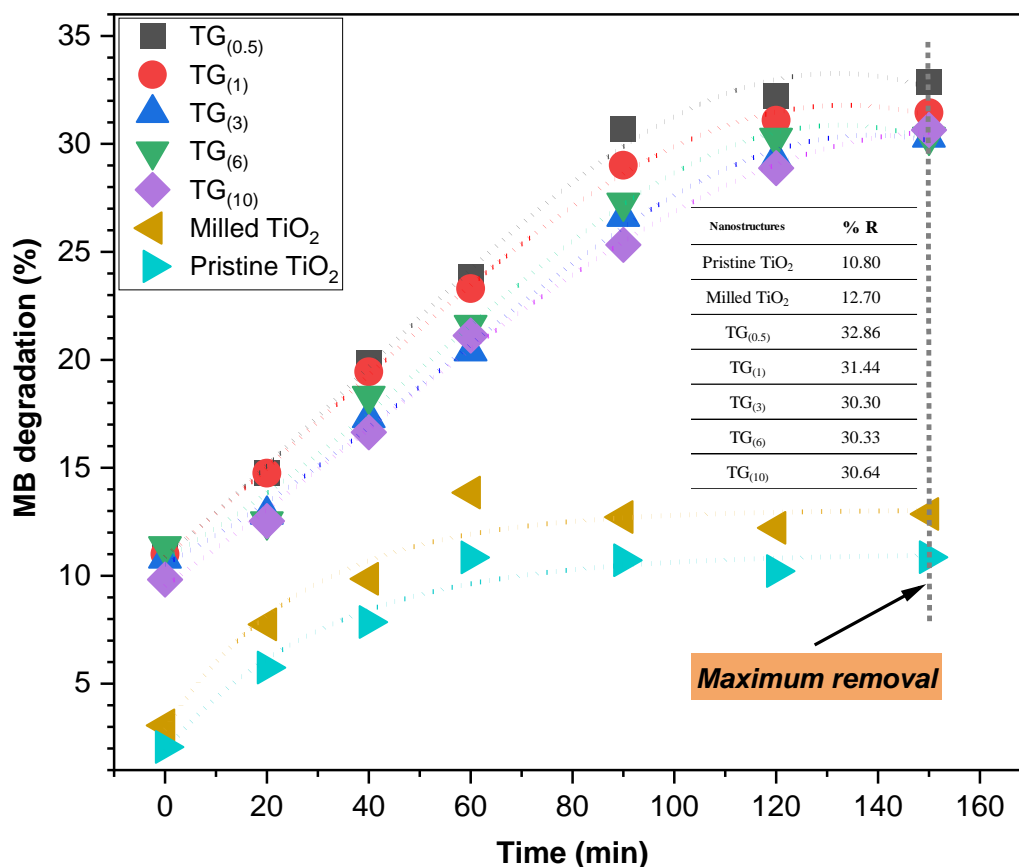 35
30
25
20
15
10
5
MB degradation (%)
TG(0.5)
TG(1)
TG(3)
TG(6)
TG(10)
Milled TiO2
Pristine TiO2
Nanostructures % R
Pristine TiO2 10.80
Milled TiO2 12.70
TG(0.5) 32.86
TG(1) 31.44
TG(3) 30.30
TG(6) 30.33
TG(10) 30.64
Maximum removal
0 20 40 60 80 100 120 140 160
Time (min)